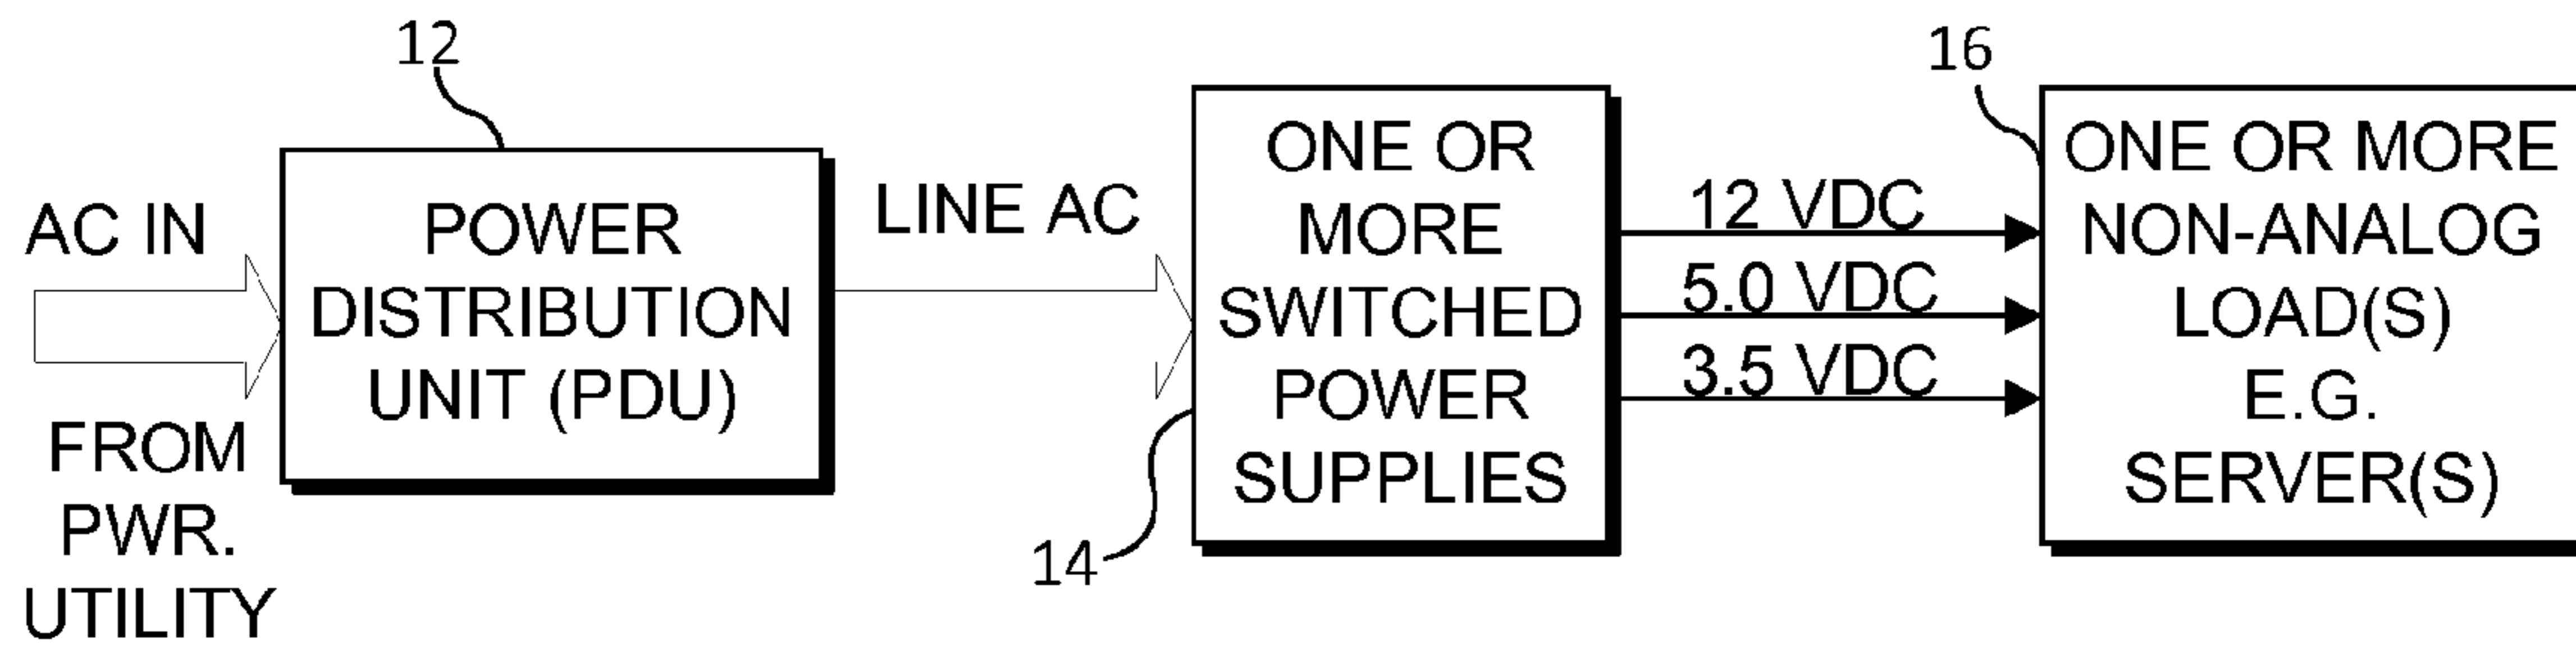 12
AC IN
FROM
PWR.
UTILITY
POWER
DISTRIBUTION
UNIT (PDU)
LINE AC
14
ONE OR
MORE
SWITCHED
POWER
SUPPLIES
12 VDC
5.0 VDC
3.5 VDC
16
ONE OR MORE
NON-ANALOG
LOAD(S)
E.G.
SERVER(S)